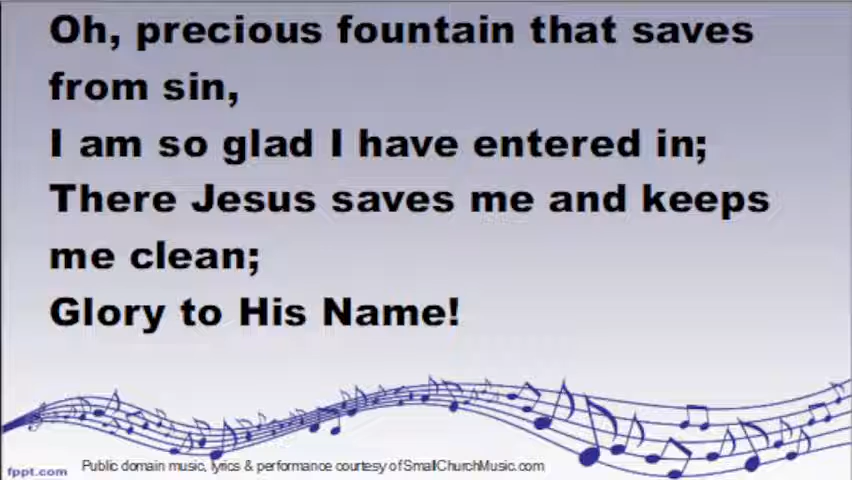 Oh, precious fountain that saves
from sin,
I am so glad I have entered in;
There Jesus saves me and keeps
me clean;
Glory to His Name!
fppt.com
Public domain music, lyrics & performance courtesy of SmallChurchMusic.com